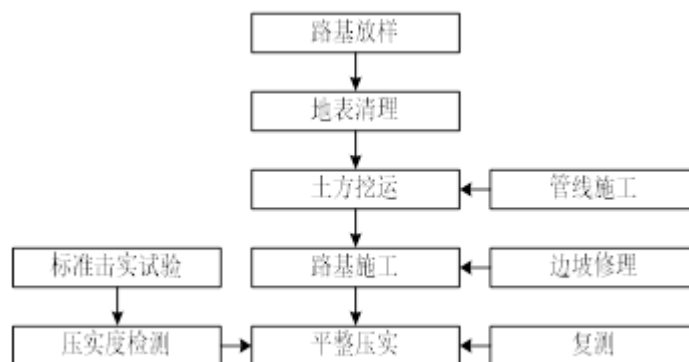 路基放样
地表清理
土方挖运
管线施工
标准击实试验
路基施工
边坡修理
压实度检测
平整压实
复测